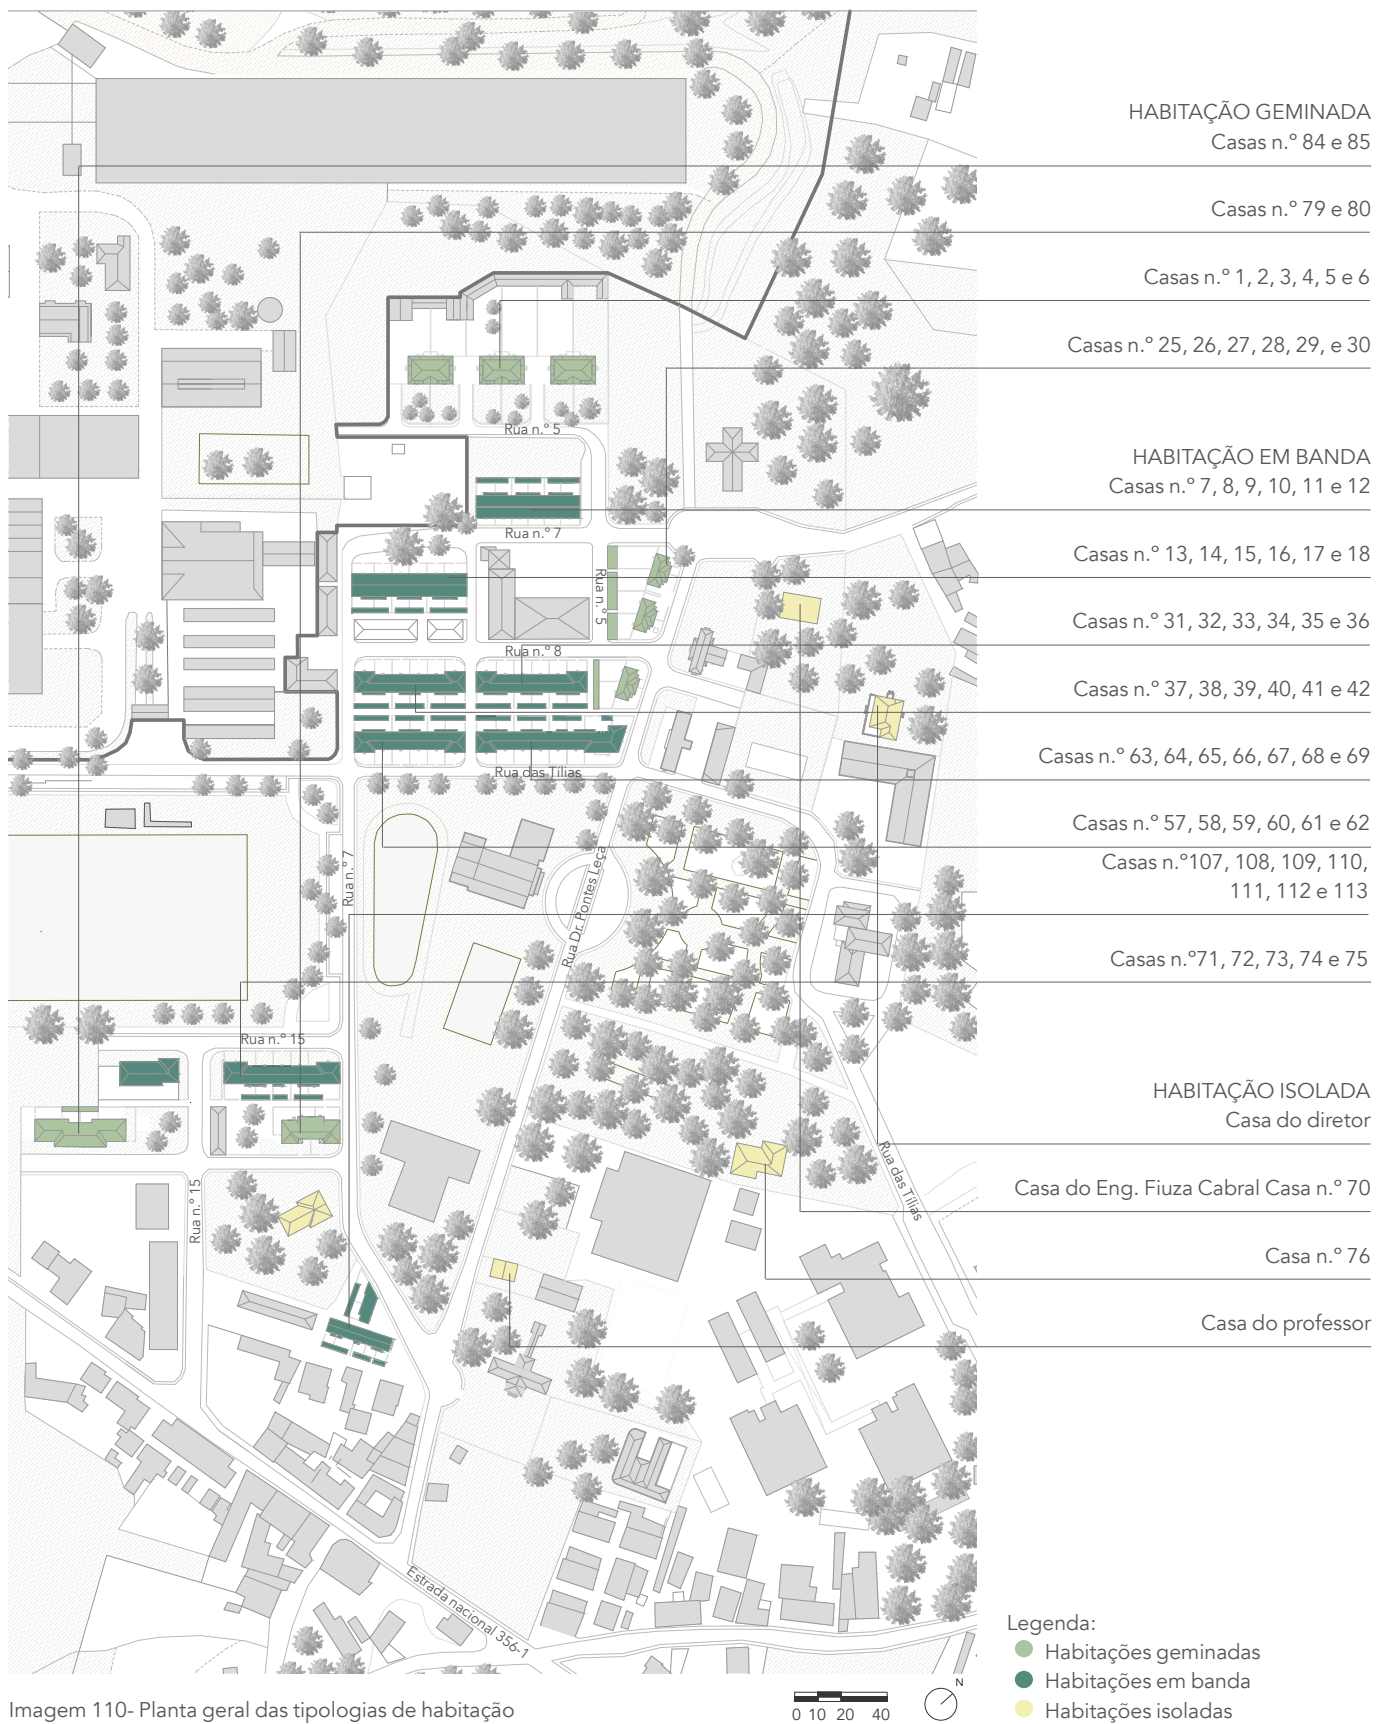 HABITAÇÃO GEMINADA
Casas n.º 84 e 85
Casas n.º 79 e 80
Casas n.º 1, 2, 3, 4, 5 e 6
Casas n.º 25, 26, 27, 28, 29, e 30
HABITAÇÃO EM BANDA
Casas n.º 7, 8, 9, 10, 11 e 12
Casas n.º 13, 14, 15, 16, 17 e 18
Casas n.º 31, 32, 33, 34, 35 e 36
Casas n.º 37, 38, 39, 40, 41 e 42
Casas n.º 63, 64, 65, 66, 67, 68 e 69
Casas n.º 57, 58, 59, 60, 61 e 62
Casas n.º107, 108, 109, 110,
111, 112 e 113
Casas n.º71, 72, 73, 74 e 75
HABITAÇÃO ISOLADA
Casa do diretor
Casa do Eng. Fiuza Cabral Casa n.º 70
Casa n.º 76
Casa do professor
Rua n.º 5
Rua n.º 7
Rua n.º 5
Rua n.º 8
Rua das Tílias
Rua n.º 7
Rua Dr. Pontes Leça
Rua n.º 15
Rua n.º 15
Rua das Tílias
Estrada nacional 356-1
Legenda:
Habitações geminadas
Habitações em banda
Habitações isoladas
N
0 10 20 40
Imagem 110- Planta geral das tipologias de habitação